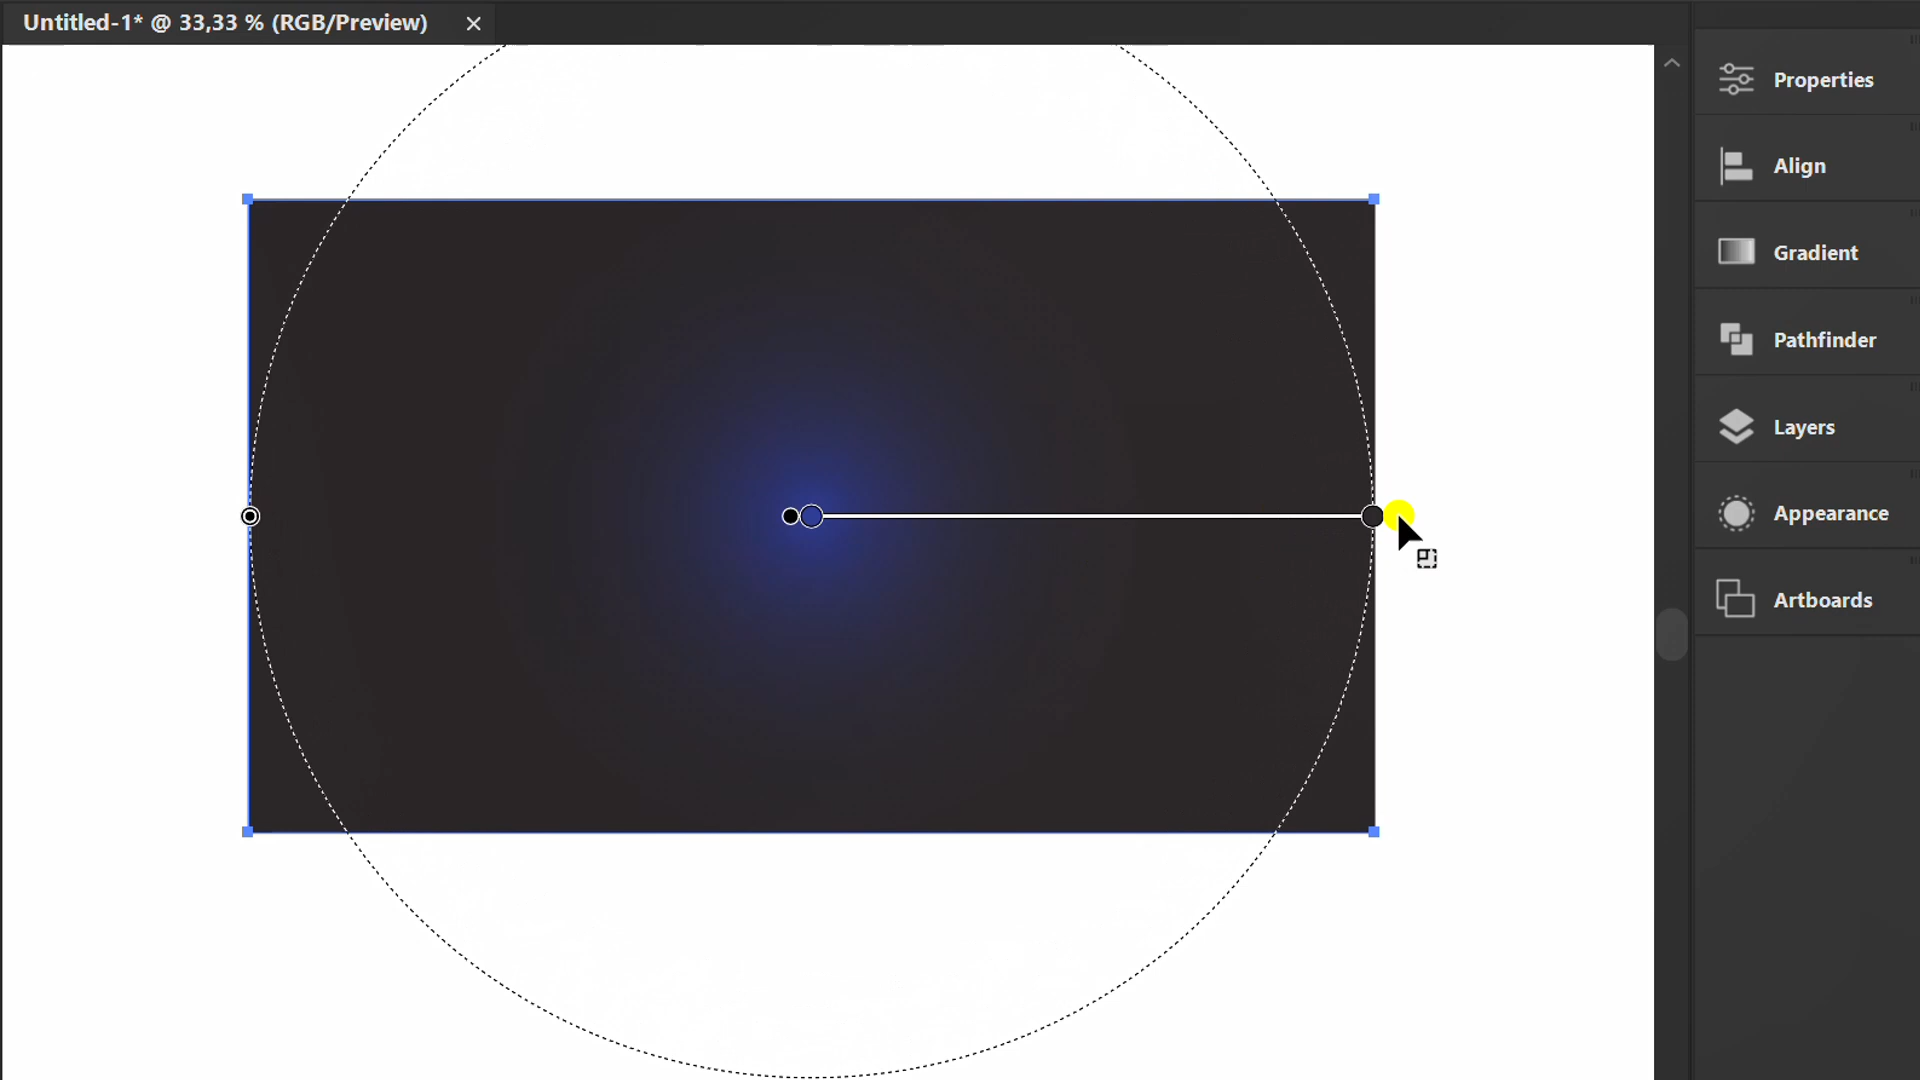 Untitled-1* @ 33,33 % (RGB/Preview)
Properties
Align
Gradient
Pathfinder
Layers
Appearance
Artboards